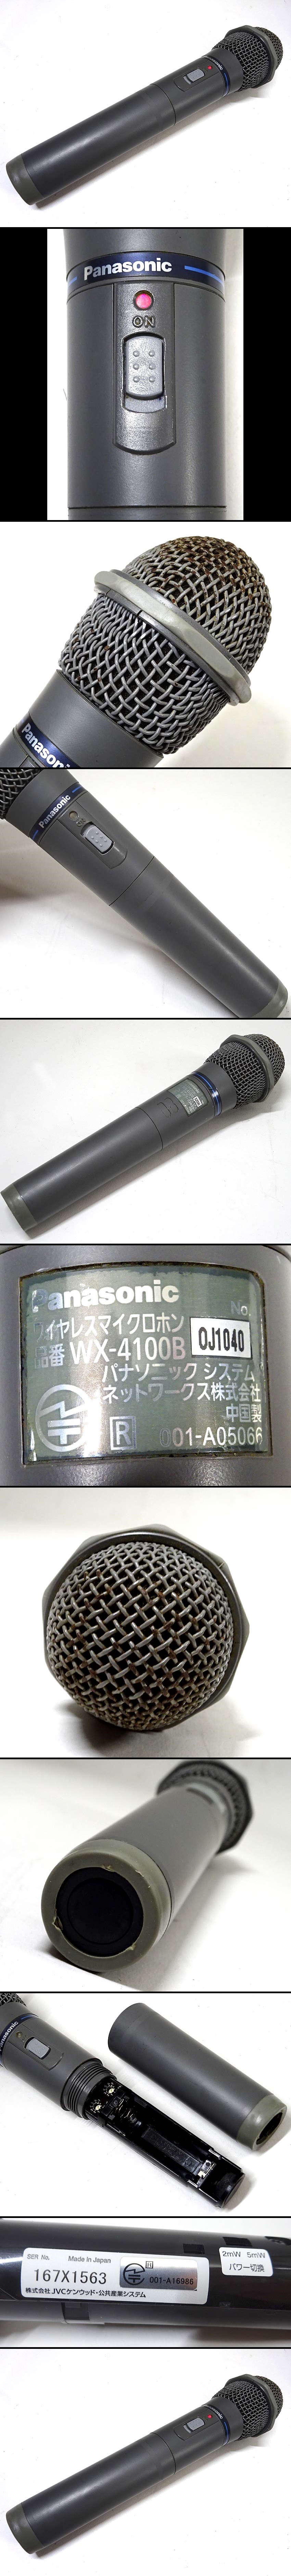 Panasonic
ON
Panasonic
Panasonic
Panasonic
ワイヤレスマイクロホン
No.
品番 WX-4100B
OJ1040
パナソニック システム
ネットワークス株式会社
中国製
R 001-A05066
Panasonic
SER No. Made in Japan
167X1563
R
001-A16986
株式会社 JVCケンウッド・公共産業システム
2mW 5mW
パワー切換